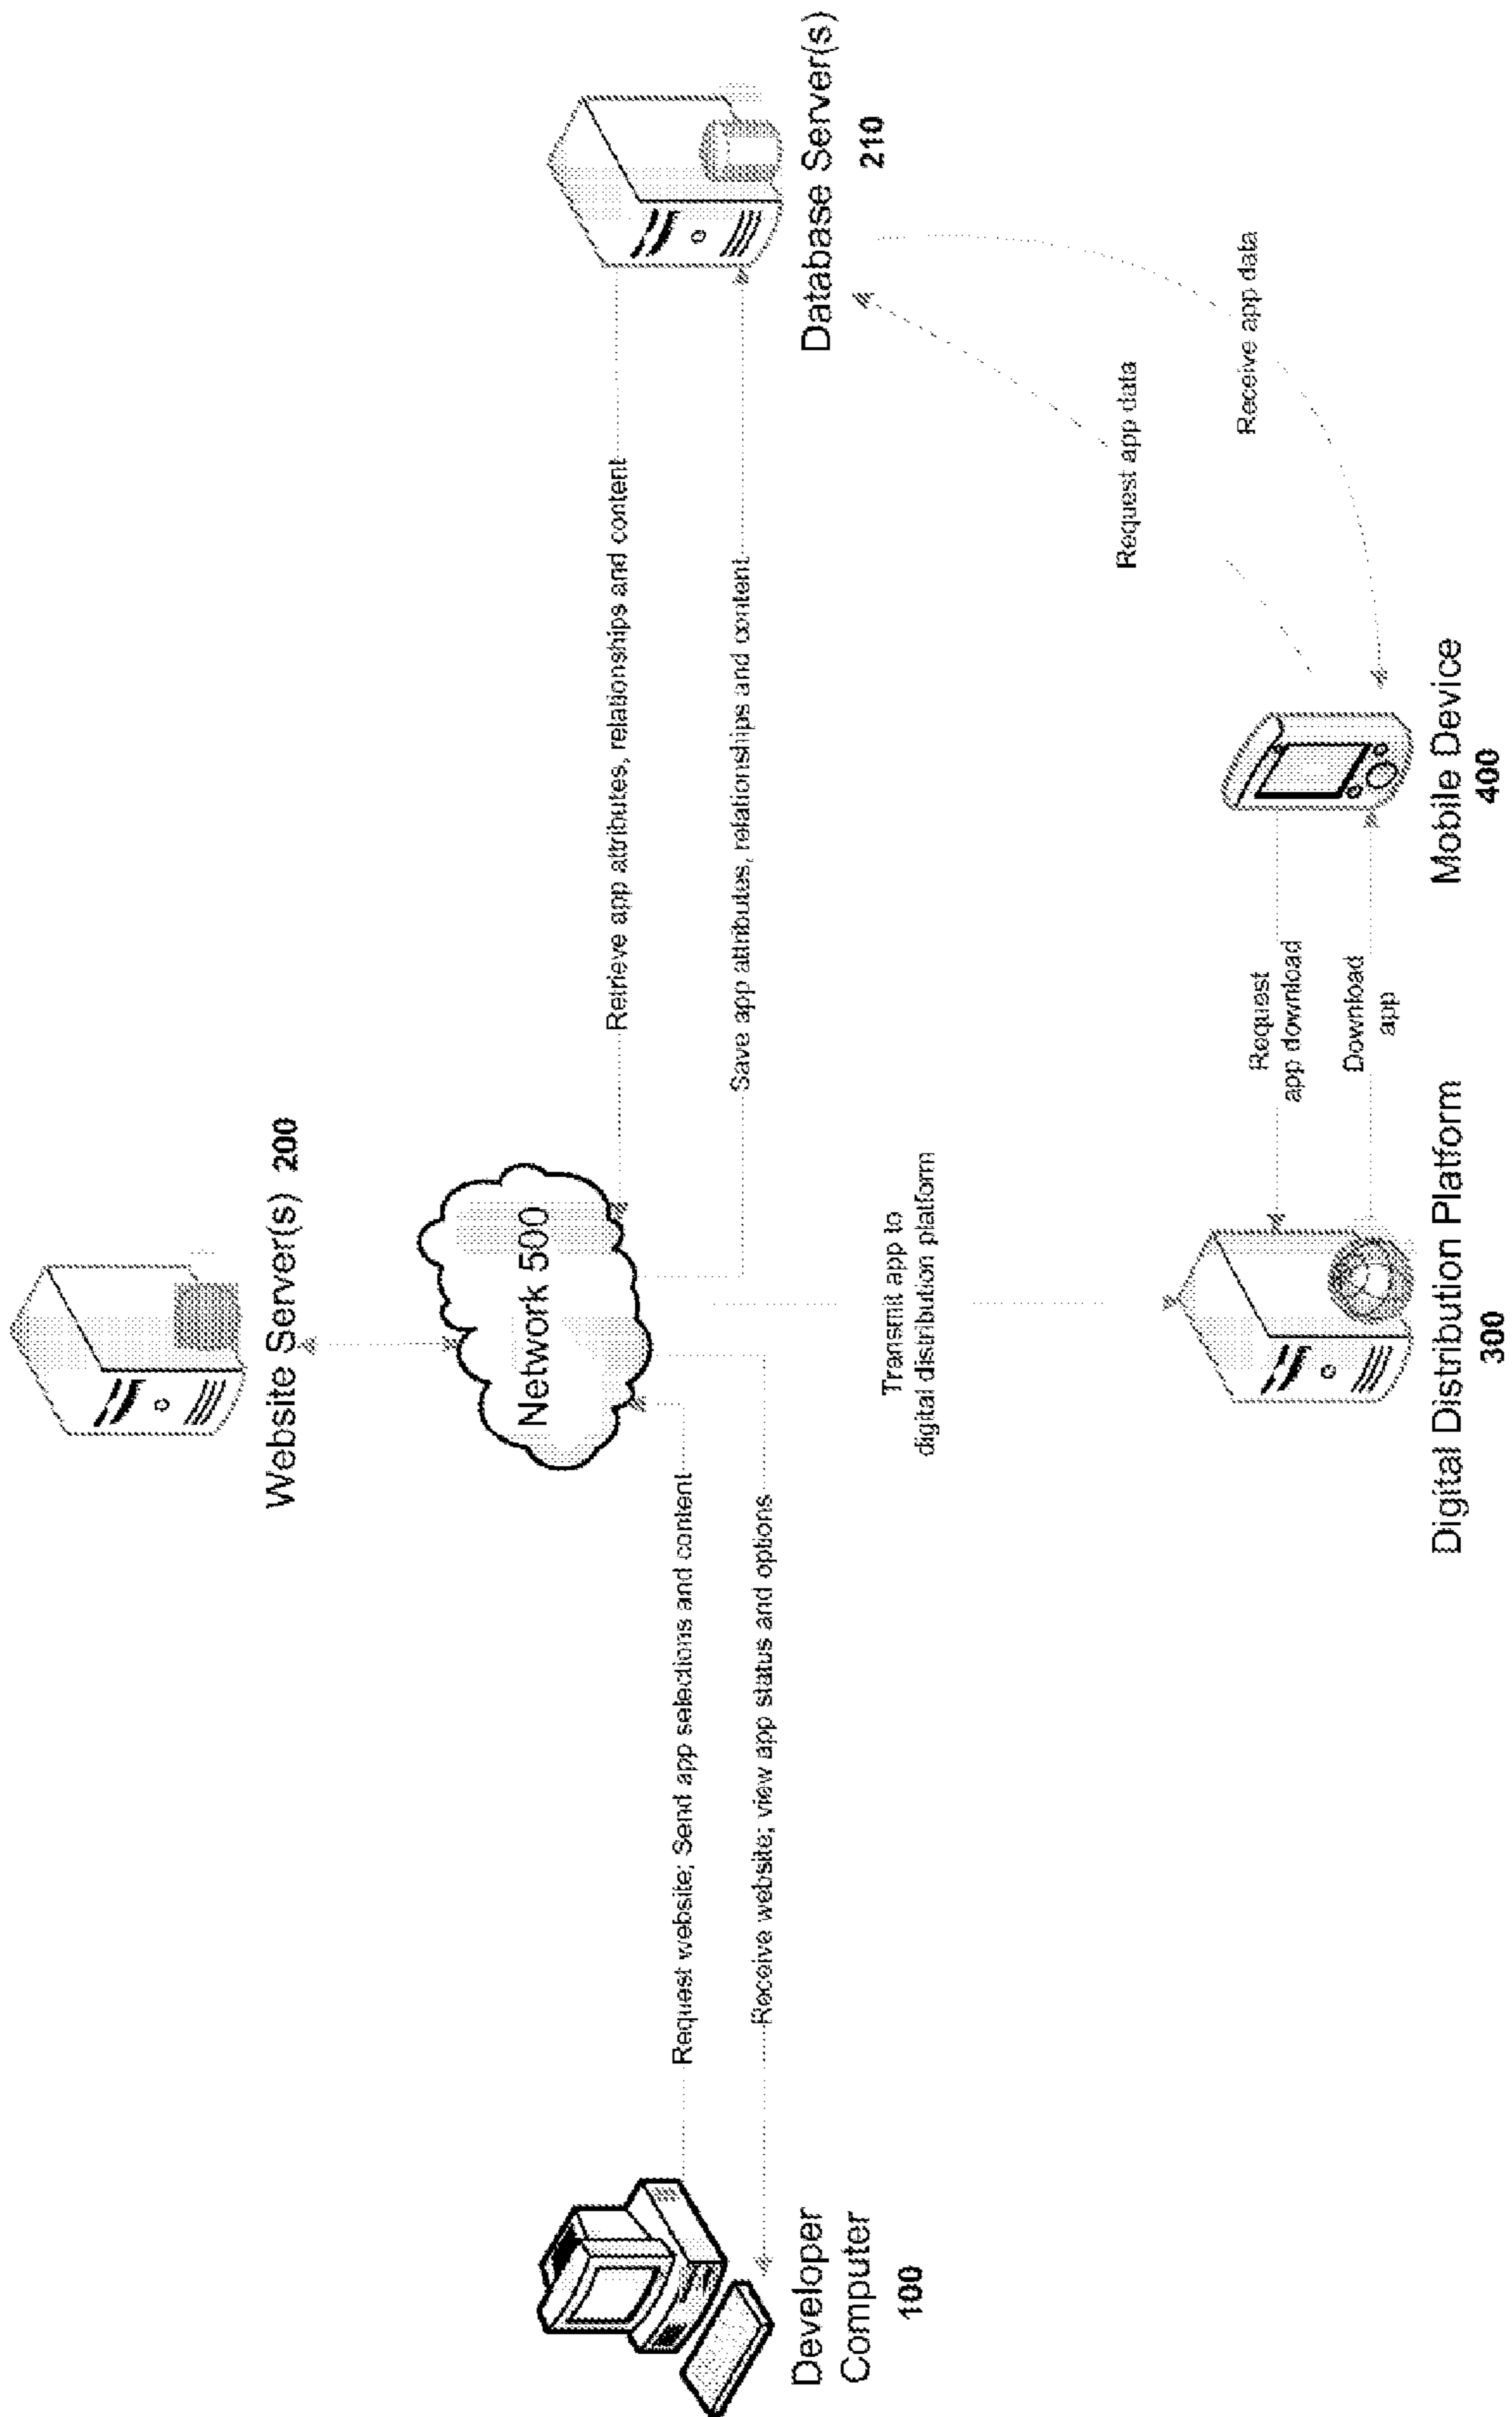 Website Server(s) 200
Network 500
Request website; Send app selections and content
Receive website; view app status and options
Retrieve app attributes, relationships and content
Save app attributes, relationships and content
Developer
Computer
100
Database Server(s)
210
Transmit app to
digital distribution platform
Request app data
Receive app data
Request
app download
Download
app
Digital Distribution Platform
300
Mobile Device
400